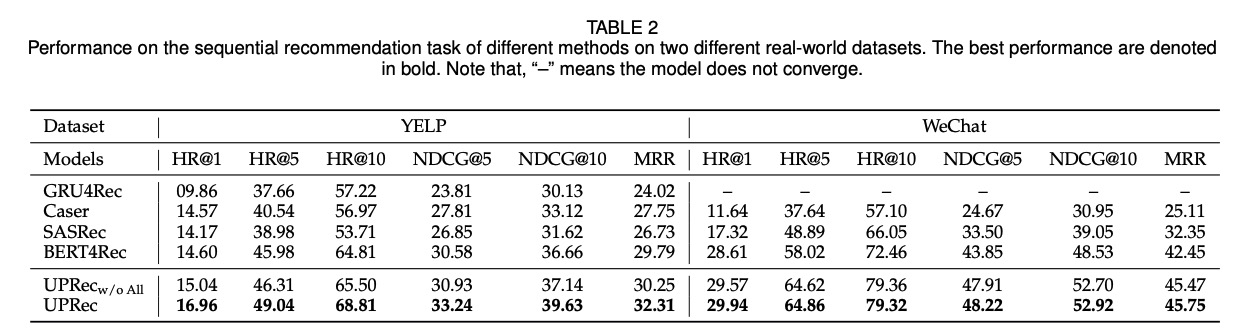 TABLE 2
Performance on the sequential recommendation task of different methods on two different real-world datasets. The best performance are denoted
in bold. Note that, “–” means the model does not converge.
Dataset YELP WeChat
Models HR@1 HR@5 HR@10 NDCG@5 NDCG@10 MRR HR@1 HR@5 HR@10 NDCG@5 NDCG@10 MRR
GRU4Rec 09.86 37.66 57.22 23.81 30.13 24.02 – – – – – –
Caser 14.57 40.54 56.97 27.81 33.12 27.75 11.64 37.64 57.10 24.67 30.95 25.11
SASRec 14.17 38.98 53.71 26.85 31.62 26.73 17.32 48.89 66.05 33.50 39.05 32.35
BERT4Rec 14.60 45.98 64.81 30.58 36.66 29.79 28.61 58.02 72.46 43.85 48.53 42.45
UPRec w/o All 15.04 46.31 65.50 30.93 37.14 30.25 29.57 64.62 79.36 47.91 52.70 45.47
UPRec 16.96 49.04 68.81 33.24 39.63 32.31 29.94 64.86 79.32 48.22 52.92 45.75